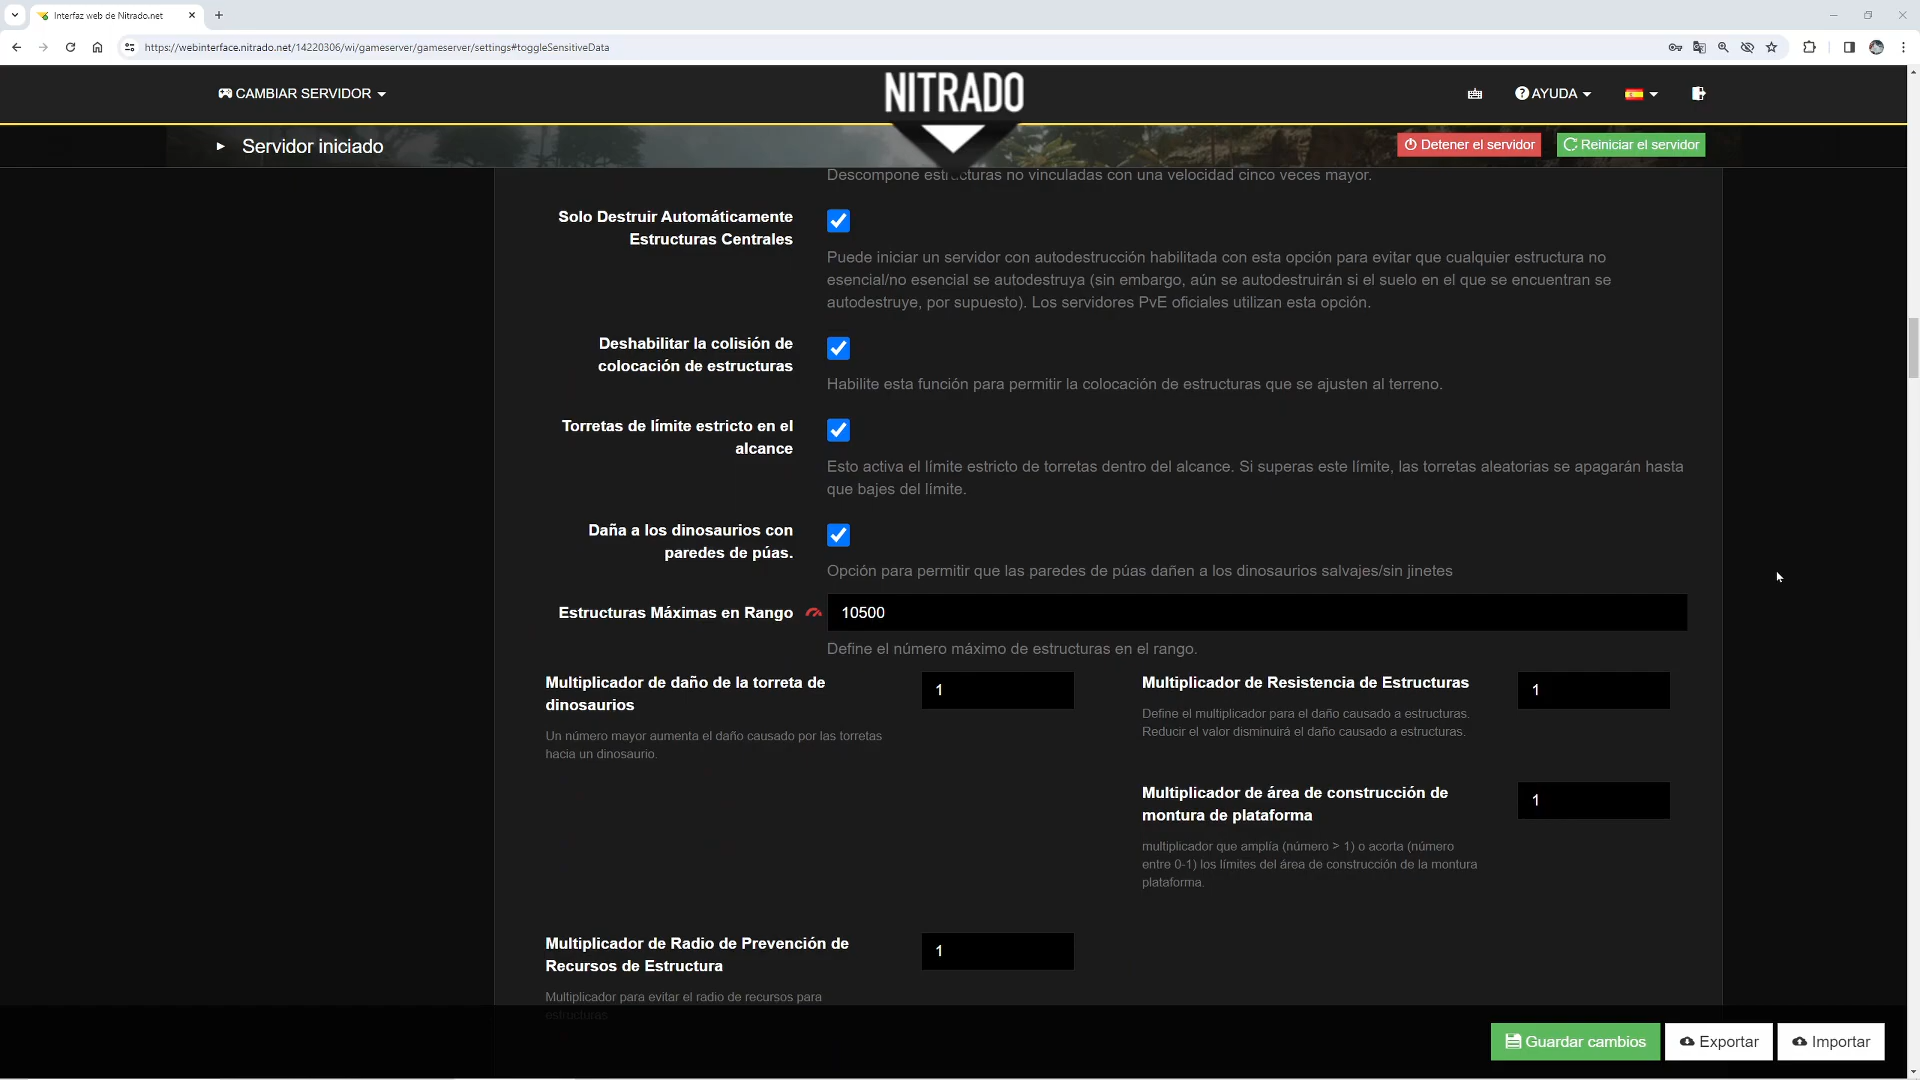 Interfaz web de Nitrado.net
https://webinterface.nitrado.net/14220306/wi/gameserver/gameserver/settings#toggleSensitiveData
CAMBIAR SERVIDOR
NITRADO
AYUDA
Servidor iniciado
Detener el servidor
Reiniciar el servidor
Descompone estructuras no vinculadas con una velocidad cinco veces mayor.
Solo Destruir Automáticamente
Estructuras Centrales
Puede iniciar un servidor con autodestrucción habilitada con esta opción para evitar que cualquier estructura no
esencial/no esencial se autodestruya (sin embargo, aún se autodestruirán si el suelo en el que se encuentran se
autodestruye, por supuesto). Los servidores PvE oficiales utilizan esta opción.
Deshabilitar la colisión de
colocación de estructuras
Habilite esta función para permitir la colocación de estructuras que se ajusten al terreno.
Torretas de límite estricto en el
alcance
Esto activa el límite estricto de torretas dentro del alcance. Si superas este límite, las torretas aleatorias se apagarán hasta
que bajes del límite.
Daña a los dinosaurios con
paredes de púas.
Opción para permitir que las paredes de púas dañen a los dinosaurios salvajes/sin jinetes
Estructuras Máximas en Rango
10500
Define el número máximo de estructuras en el rango.
Multiplicador de daño de la torreta de
dinosaurios
1
Un número mayor aumenta el daño causado por las torretas
hacia un dinosaurio.
Multiplicador de Resistencia de Estructuras
1
Define el multiplicador para el daño causado a estructuras.
Reducir el valor disminuirá el daño causado a estructuras.
Multiplicador de área de construcción de
montura de plataforma
1
multiplicador que amplía (número > 1) o acorta (número
entre 0-1) los límites del área de construcción de la montura
plataforma.
Multiplicador de Radio de Prevención de
Recursos de Estructura
1
Multiplicador para evitar el radio de recursos para
estructuras
Guardar cambios
Exportar
Importar